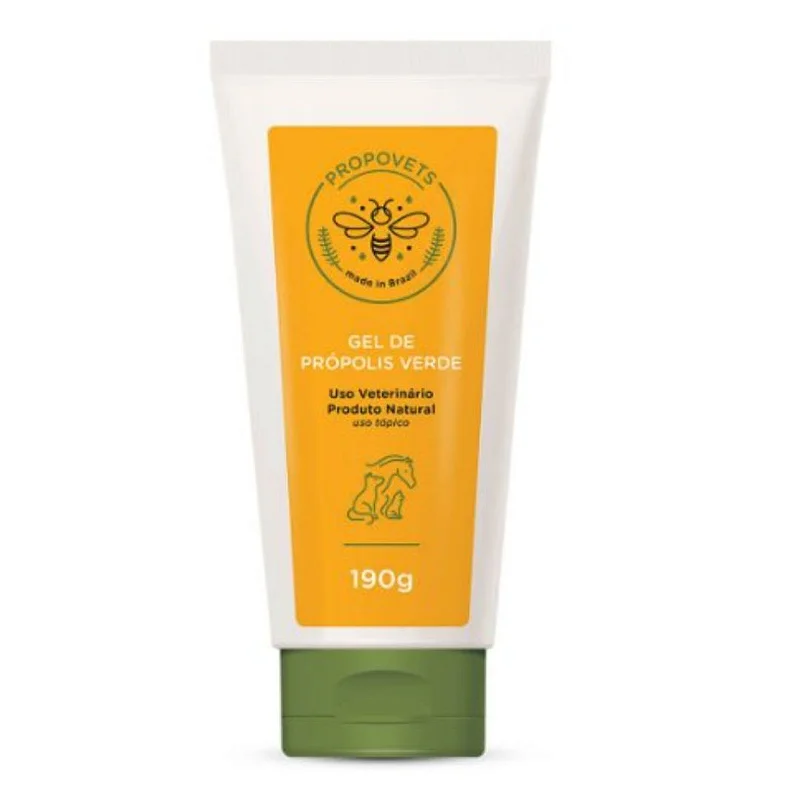 PROPOVETS
made in Brazil
GEL DE
PRÓPOLIS VERDE
Uso Veterinário
Produto Natural
uso tópico
190g